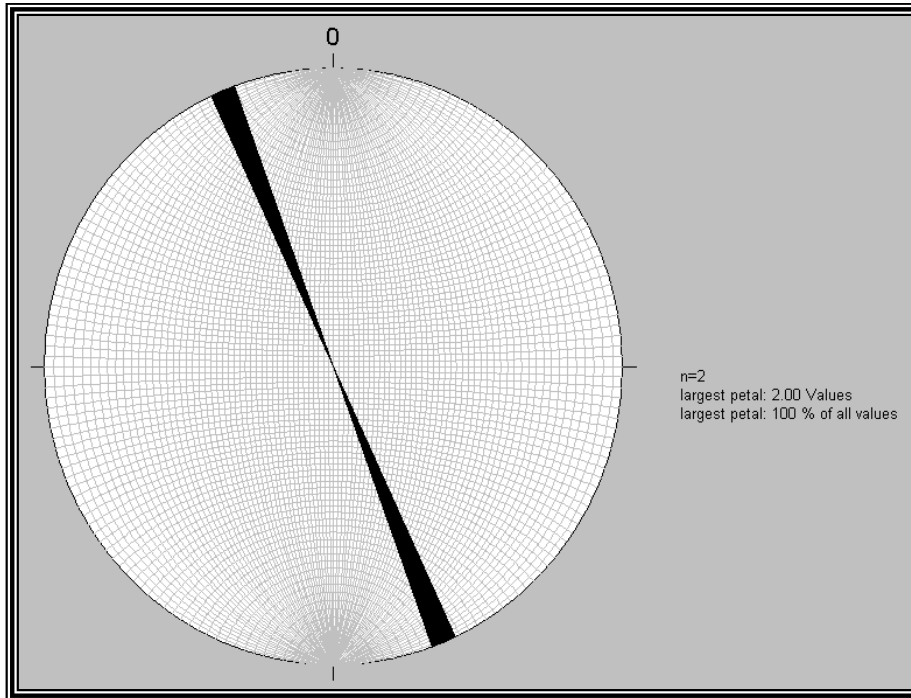 0
n=2
largest petal: 2.00 Values
largest petal: 100 % of all values